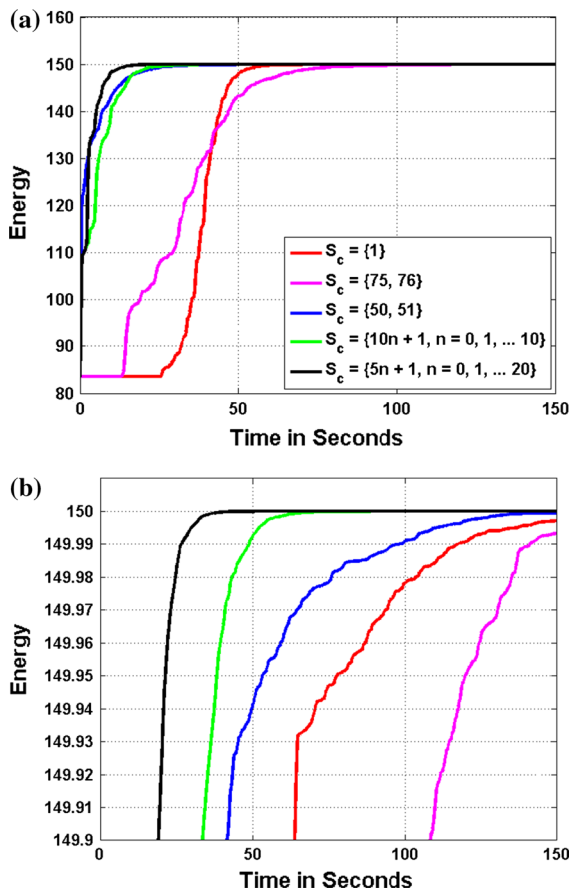 (a)
160
150
140
130
120
110
100
90
80
Energy
S_c = {1}
S_c = {75, 76}
S_c = {50, 51}
S_c = {10n + 1, n = 0, 1, ... 10}
S_c = {5n + 1, n = 0, 1, ... 20}
0 50 100 150
Time in Seconds
(b)
150
149.99
149.98
149.97
149.96
149.95
149.94
149.93
149.92
149.91
149.9
Energy
0 50 100 150
Time in Seconds